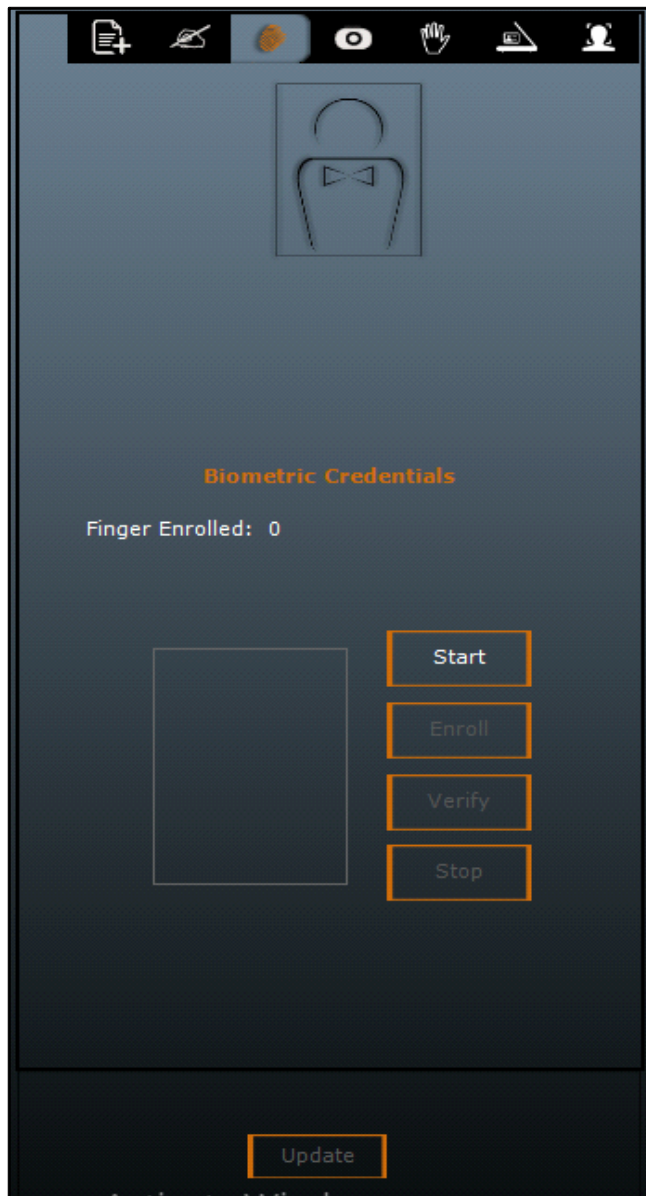 Biometric Credentials
Finger Enrolled: 0
Start
Enroll
Verify
Stop
Update